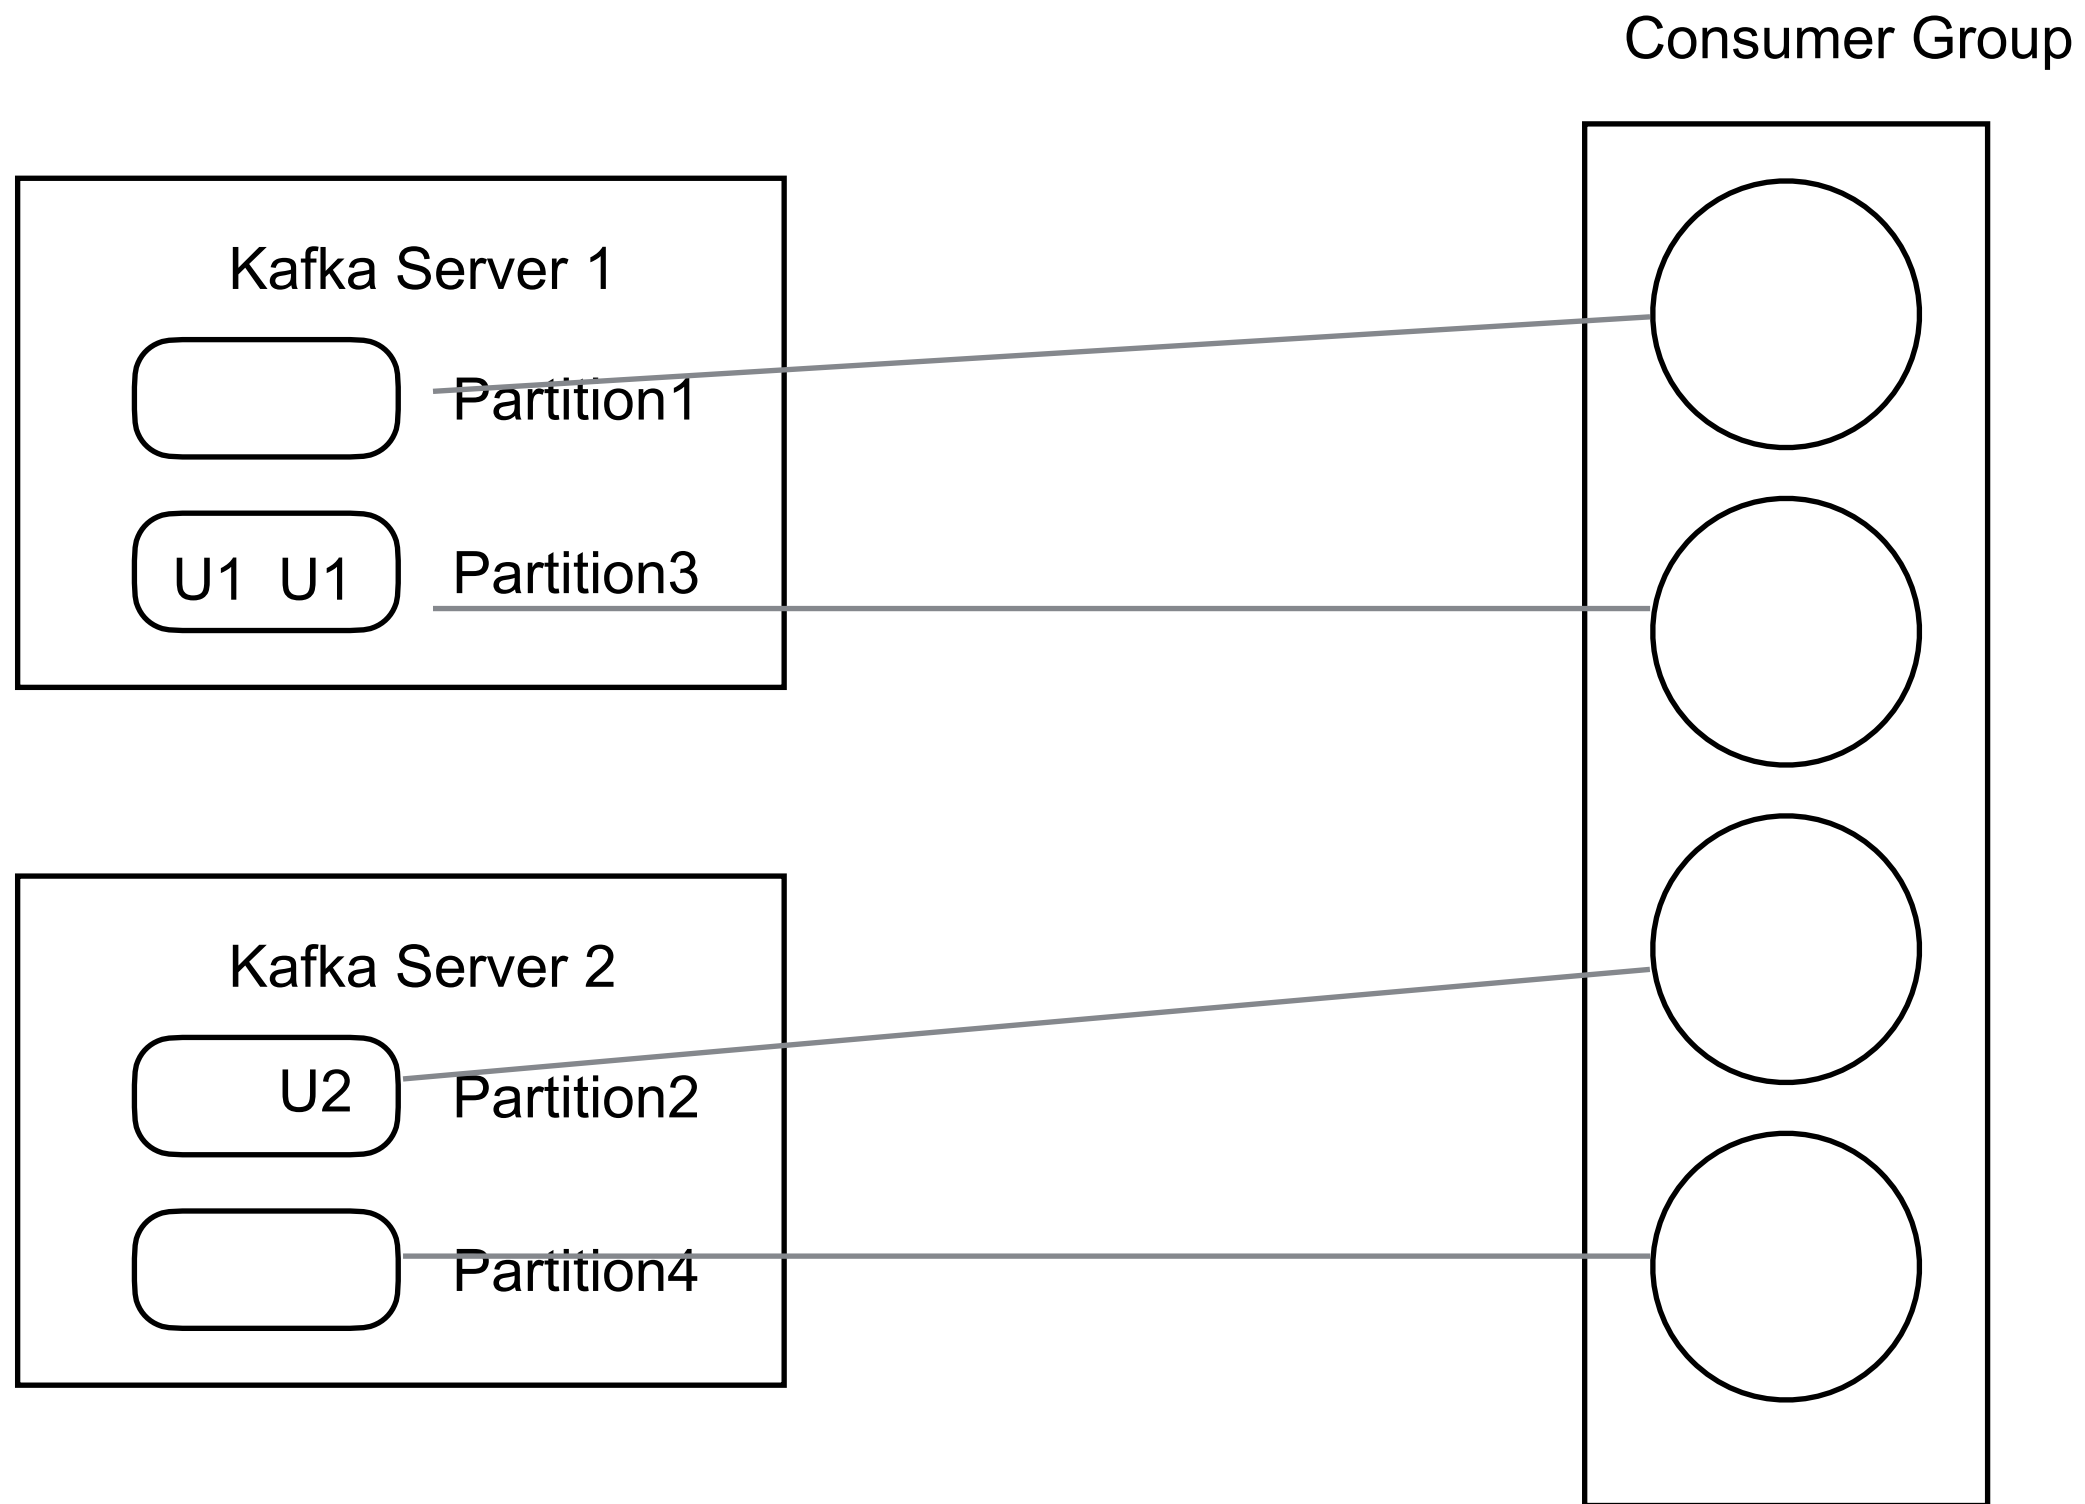 Consumer Group
Kafka Server 1
Partition1
U1 U1 Partition3
Kafka Server 2
U2 Partition2
Partition4